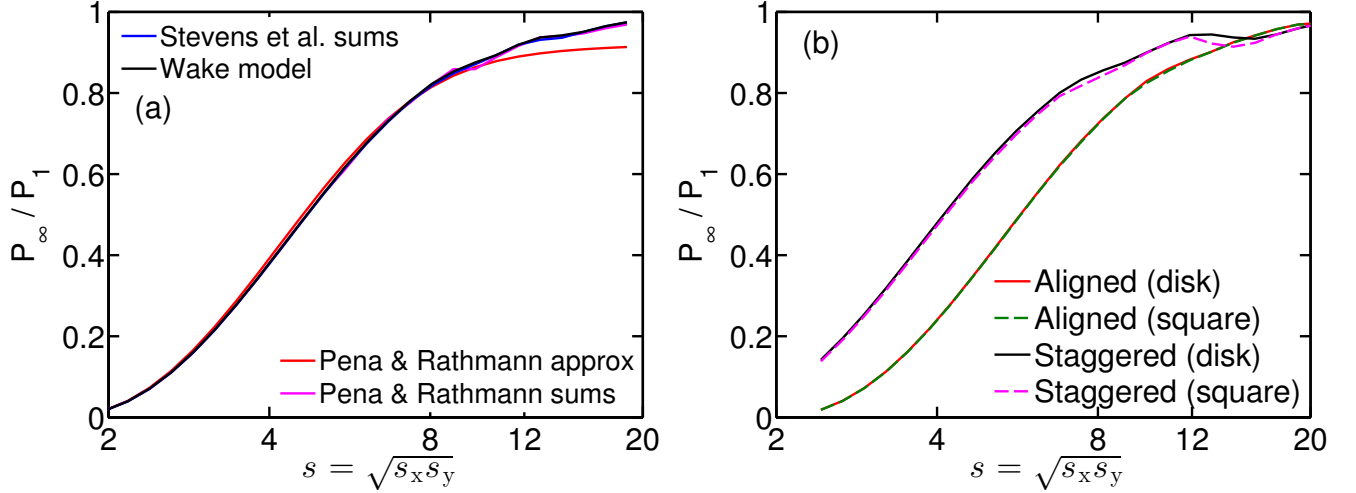 P∞ / P1
1
0.8
0.6
0.4
0.2
0
2
4
8
12
20
s = √sxsy
(a)
Stevens et al. sums
Wake model
Pena & Rathmann approx
Pena & Rathmann sums
P∞ / P1
1
0.8
0.6
0.4
0.2
0
2
4
8
12
20
s = √sxsy
(b)
Aligned (disk)
Aligned (square)
Staggered (disk)
Staggered (square)